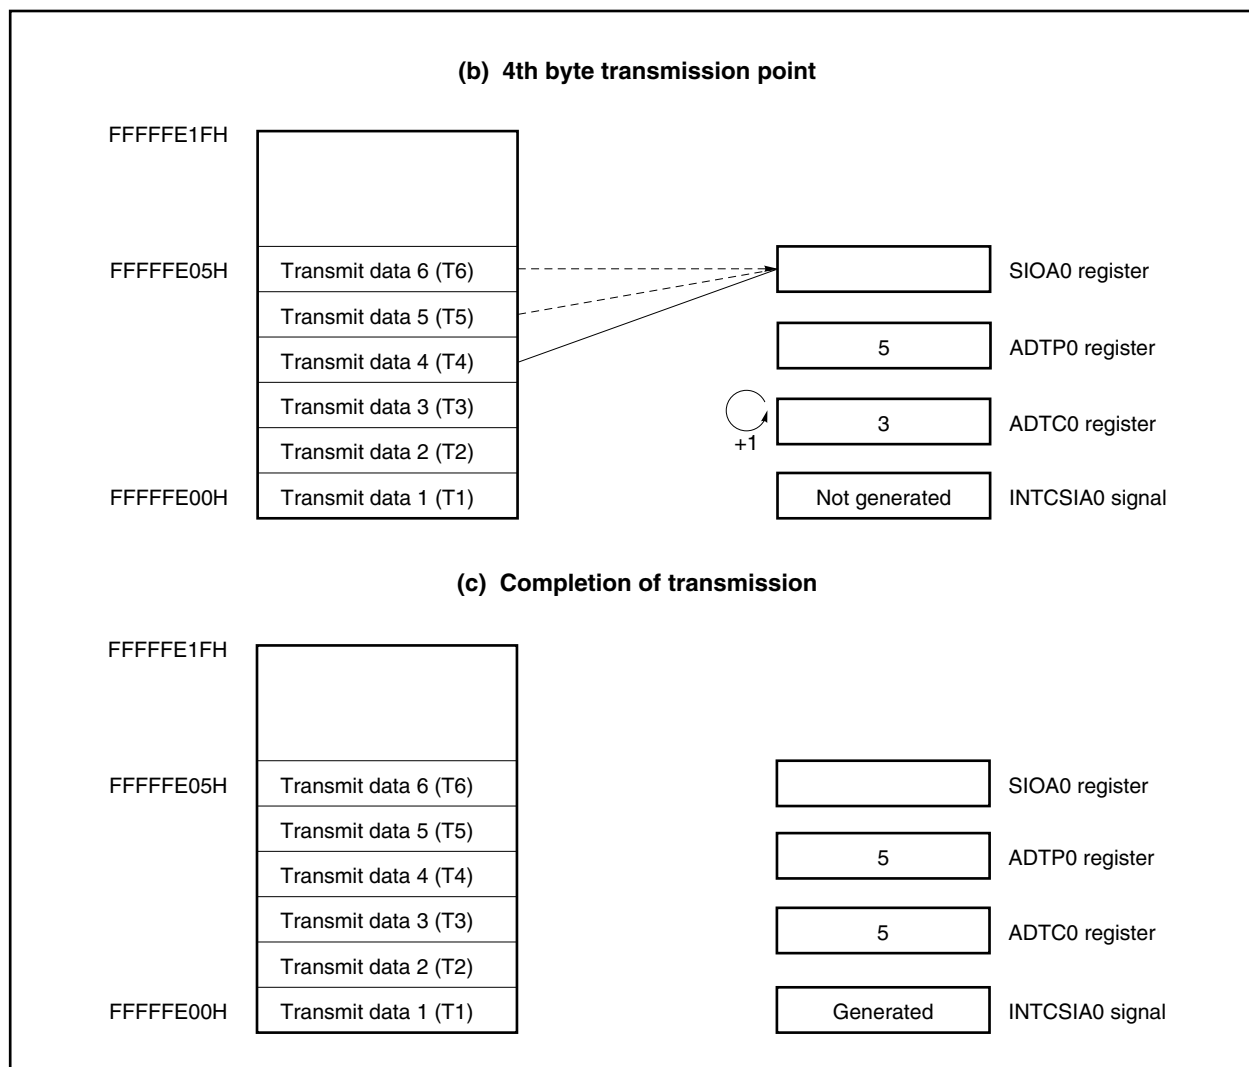 (b) 4th byte transmission point
FFFFFE1FH
FFFFFE05H
Transmit data 6 (T6)
SIOA0 register
Transmit data 5 (T5)
5
ADTP0 register
Transmit data 4 (T4)
Transmit data 3 (T3)
+1
3
ADTC0 register
Transmit data 2 (T2)
FFFFFE00H
Transmit data 1 (T1)
Not generated
INTCSIA0 signal
(c) Completion of transmission
FFFFFE1FH
FFFFFE05H
Transmit data 6 (T6)
SIOA0 register
Transmit data 5 (T5)
5
ADTP0 register
Transmit data 4 (T4)
Transmit data 3 (T3)
5
ADTC0 register
Transmit data 2 (T2)
FFFFFE00H
Transmit data 1 (T1)
Generated
INTCSIA0 signal